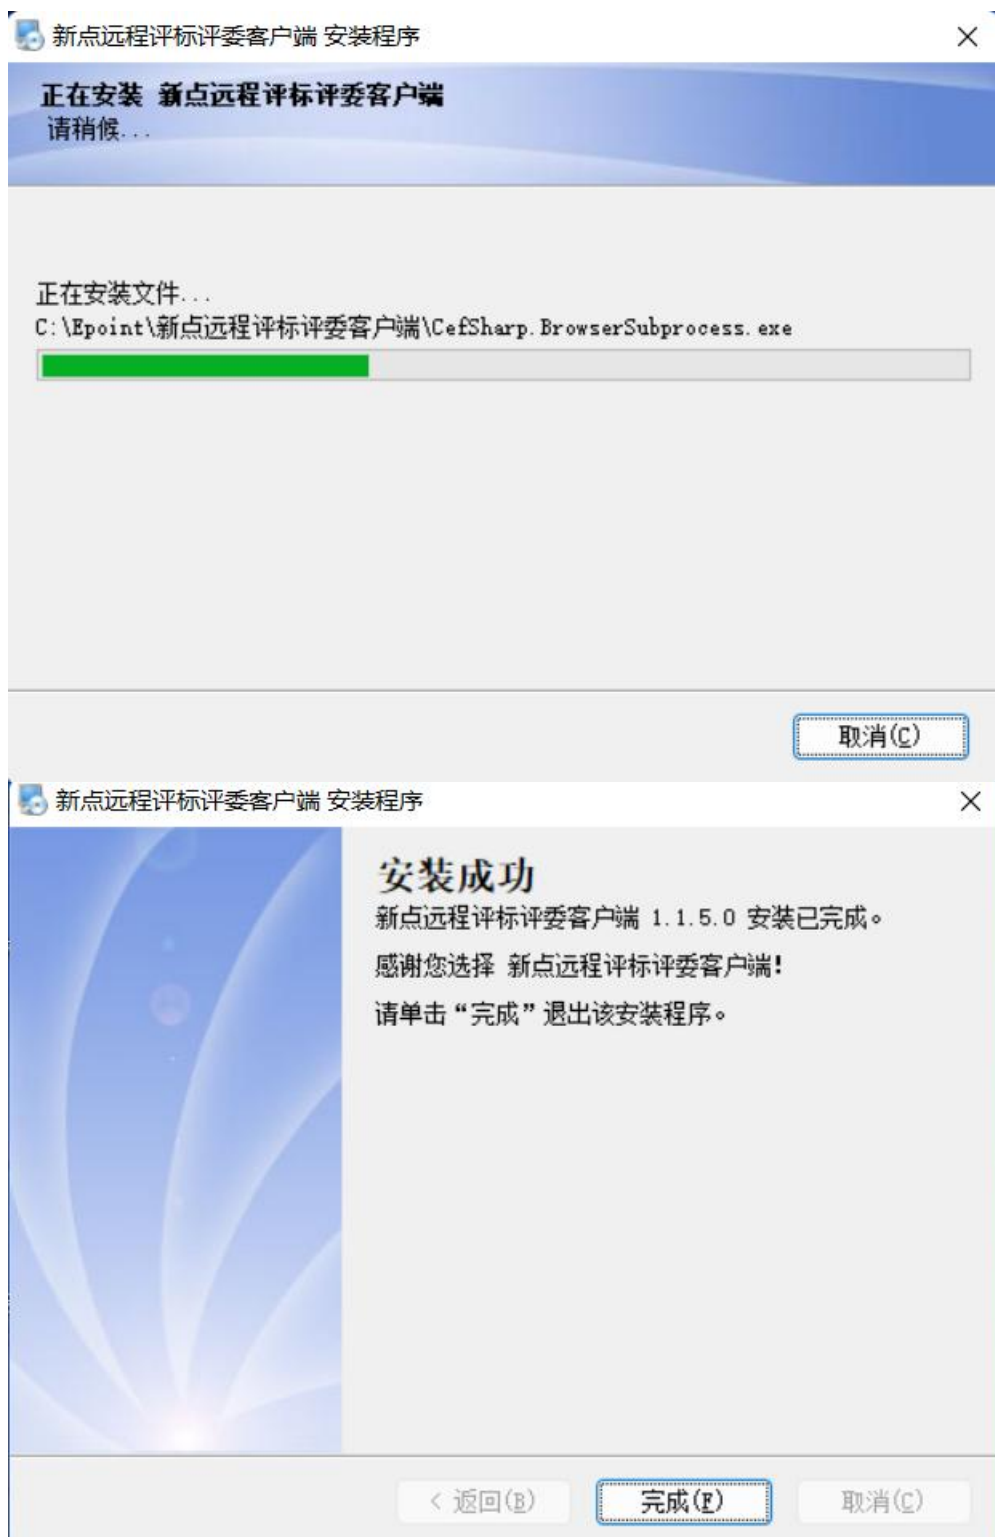 新点远程评标评委客户端 安装程序
正在安装 新点远程评标评委客户端
请稍候...
正在安装文件...
C:\Epoint\新点远程评标评委客户端\CefSharp.BrowserSubprocess.exe
取消(C)
新点远程评标评委客户端 安装程序
安装成功
新点远程评标评委客户端 1.1.5.0 安装已完成。
感谢您选择 新点远程评标评委客户端!
请单击“完成”退出该安装程序。
< 返回(B) 完成(F) 取消(C)